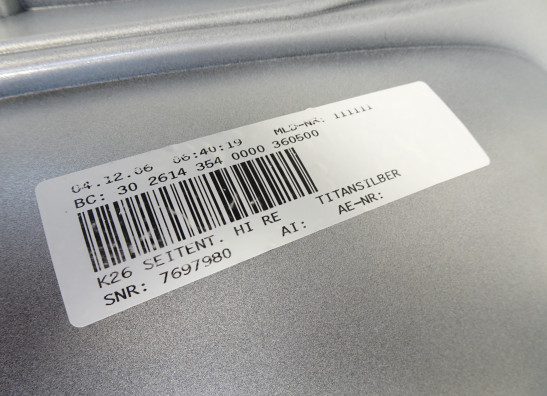 04.12.06 06:40:19 MLD-NR: 111111
BC: 30 2614 354 0000 360500
K26 SEITENT. HI RE TITANSILBER
SNR: 7697980 AI: AE-NR: